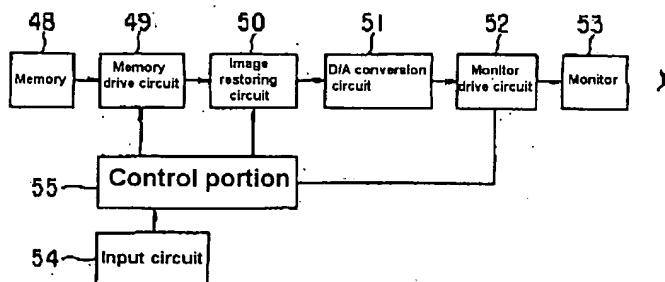 48
49
50
51
52
53
Memory
Memory
drive circuit
Image
restoring
circuit
D/A conversion
circuit
Monitor
drive circuit
Monitor
55
Control portion
54
Input circuit